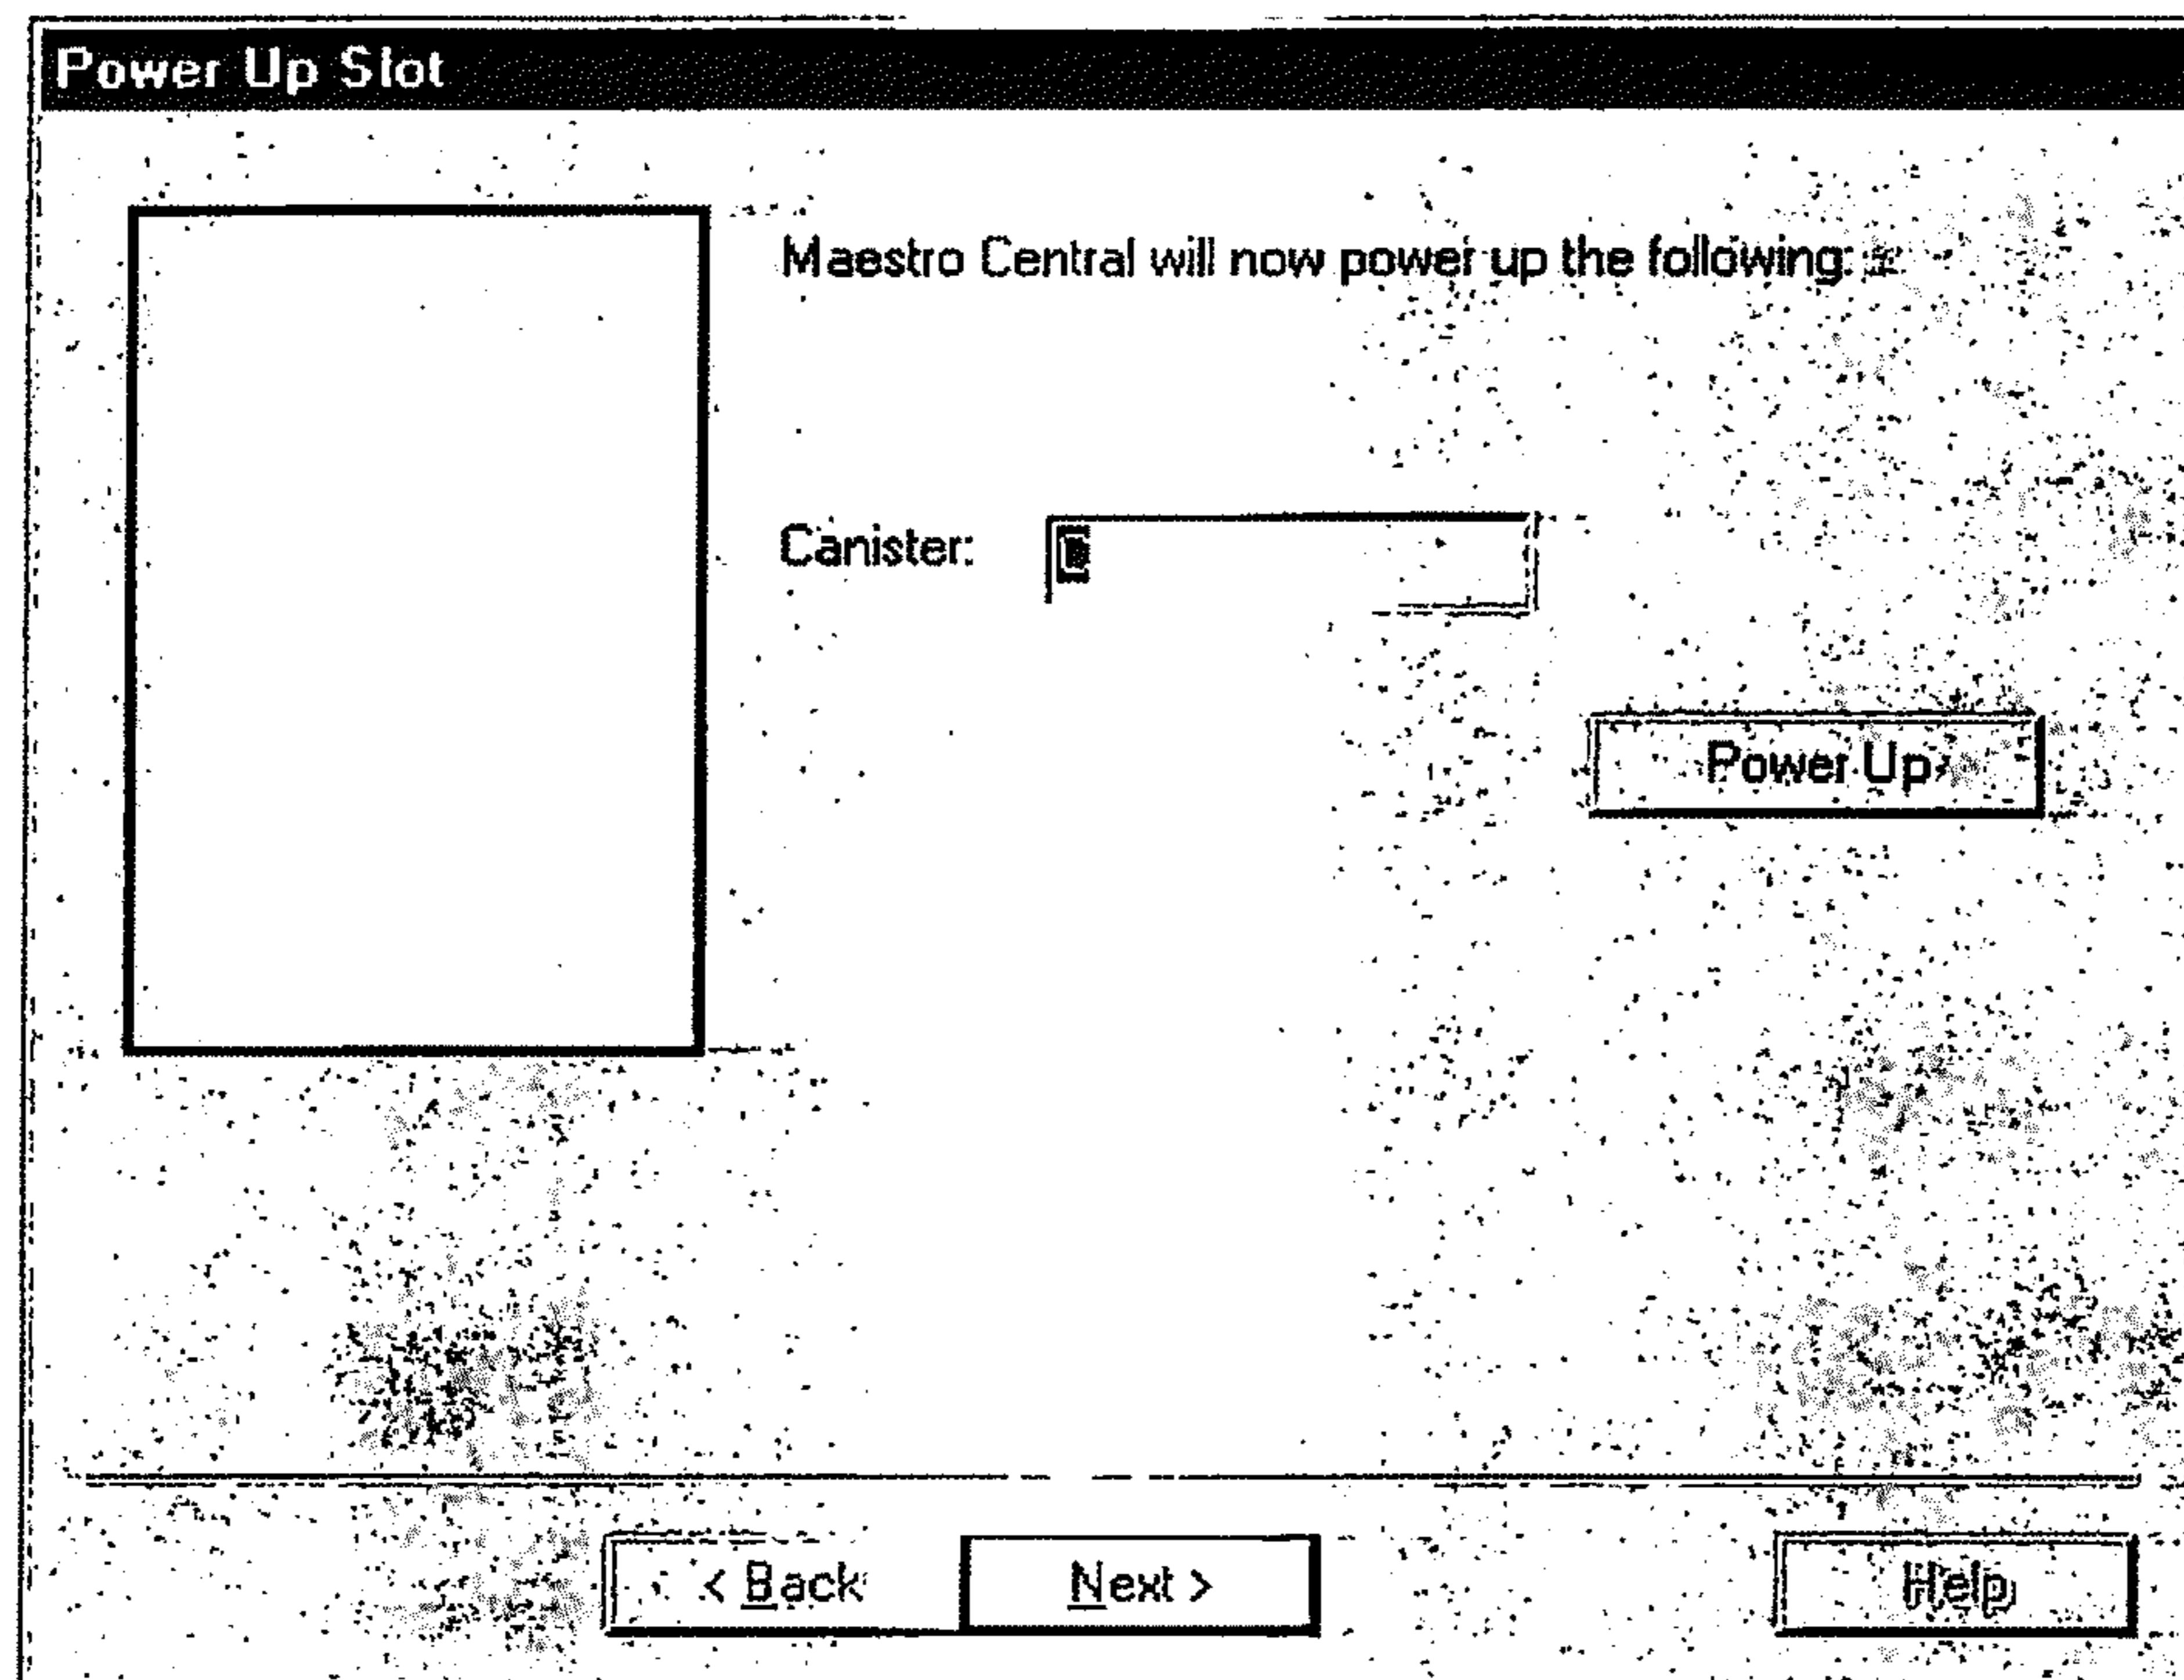 Power Up Slot
Maestro Central will now power up the following:
Canister:
Power Up
< Back
Next >
Help